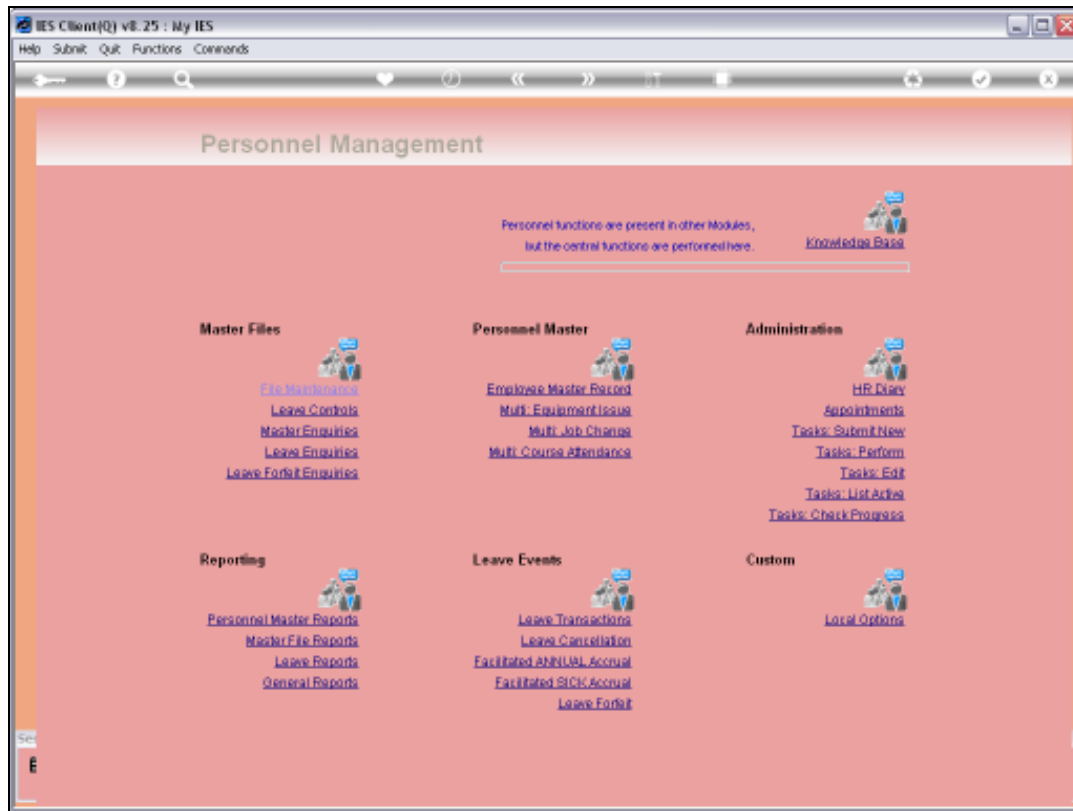 IES Client(Q) v8.25 : My IES
Help Submit Quit Functions Commands
Personnel Management
Personnel functions are present in other Modules,
but the central functions are performed here.
Knowledge Base
Master Files
File Maintenance
Leave Controls
Master Enquiries
Leave Enquiries
Leave Forfeit Enquiries
Personnel Master
Employee Master Record
Multi: Equipment Issue
Multi: Job Change
Multi: Course Attendance
Administration
HR Diary
Appointments
Tasks: Submit New
Tasks: Perform
Tasks: Edit
Tasks: List Active
Tasks: Check Progress
Reporting
Personnel Master Reports
Master File Reports
Leave Reports
General Reports
Leave Events
Leave Transactions
Leave Cancellation
Facilitated ANNUAL Accrual
Facilitated SICK Accrual
Leave Forfeit
Custom
Local Options